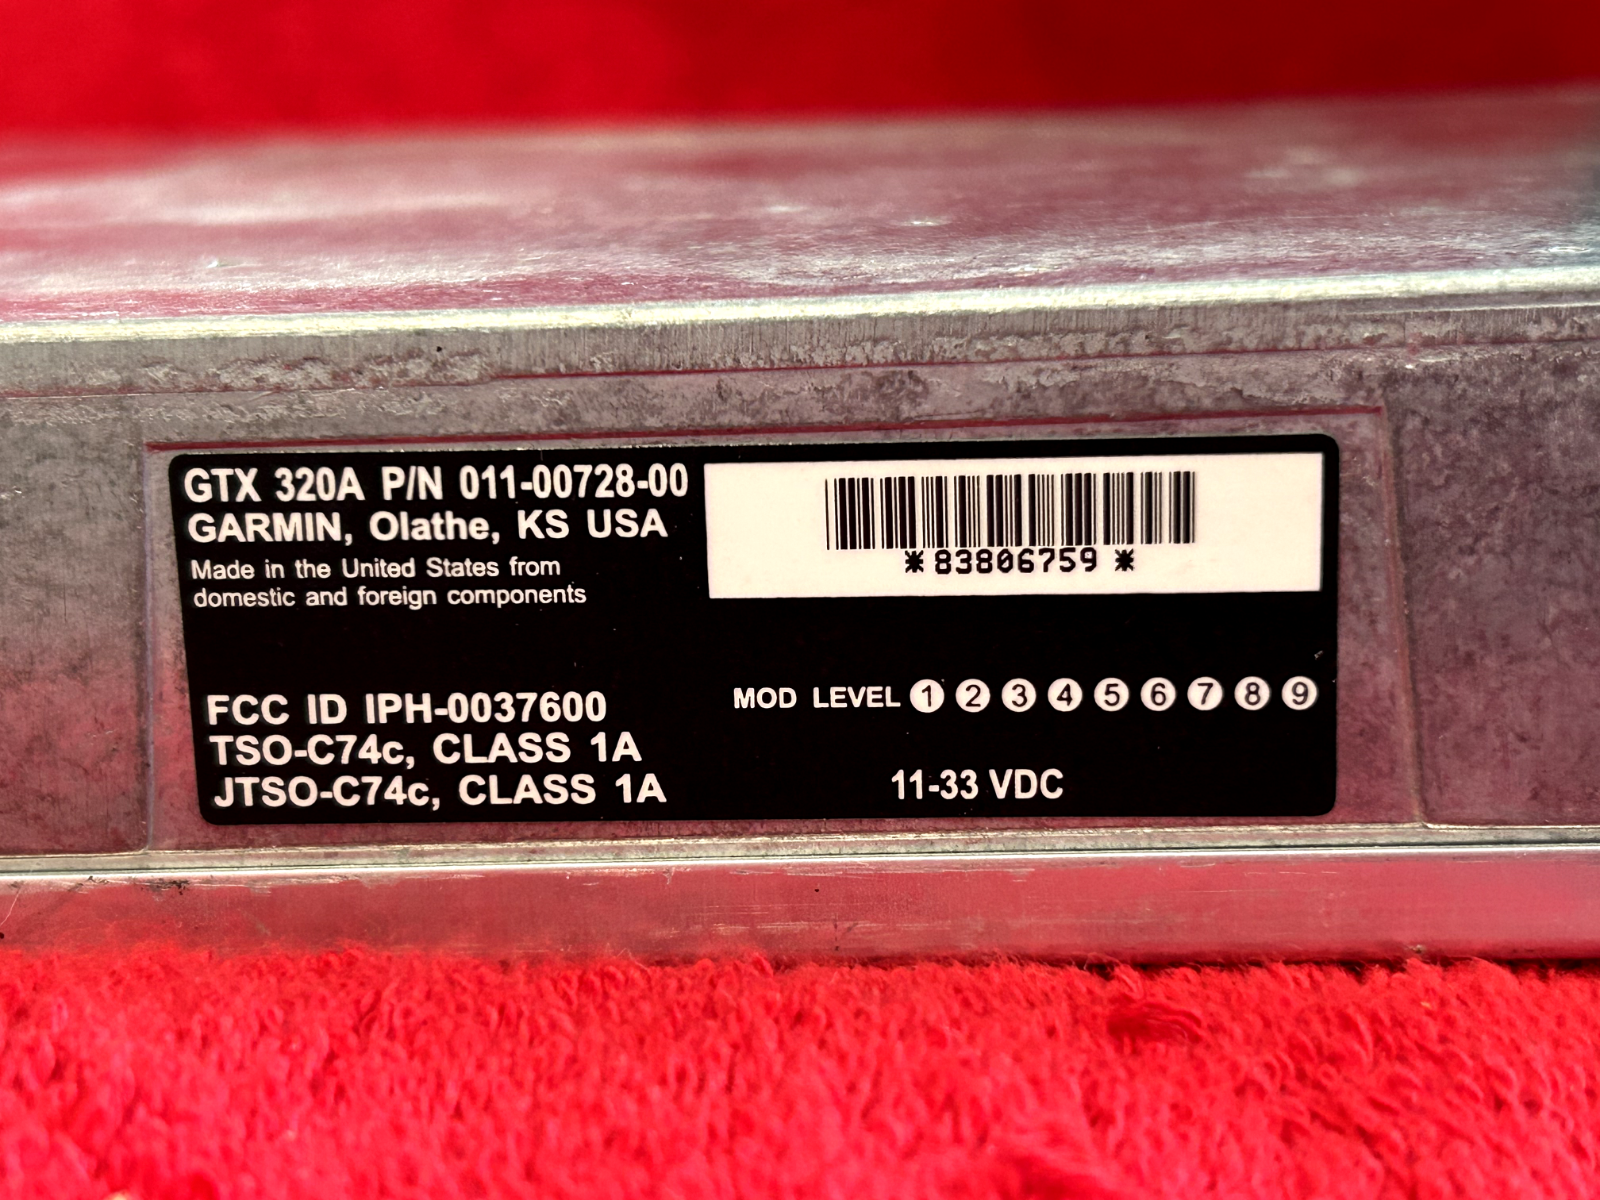 GTX 320A P/N 011-00728-00
GARMIN, Olathe, KS USA
Made in the United States from
domestic and foreign components
*83806759 *
FCC ID IPH-0037600
TSO-C74c, CLASS 1A
JTSO-C74c, CLASS 1A
MOD LEVEL 1 2 3 4 5 6 7 8 9
11-33 VDC